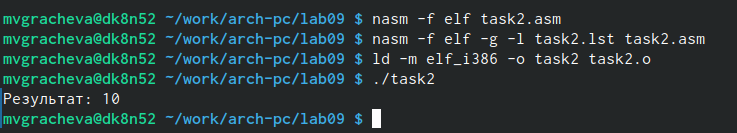 mvgracheva@dk8n52 ~/work/arch-pc/lab09 $ nasm -f elf task2.asm
mvgracheva@dk8n52 ~/work/arch-pc/lab09 $ nasm -f elf -g -l task2.lst task2.asm
mvgracheva@dk8n52 ~/work/arch-pc/lab09 $ ld -m elf_i386 -o task2 task2.o
mvgracheva@dk8n52 ~/work/arch-pc/lab09 $ ./task2
Результат: 10
mvgracheva@dk8n52 ~/work/arch-pc/lab09 $